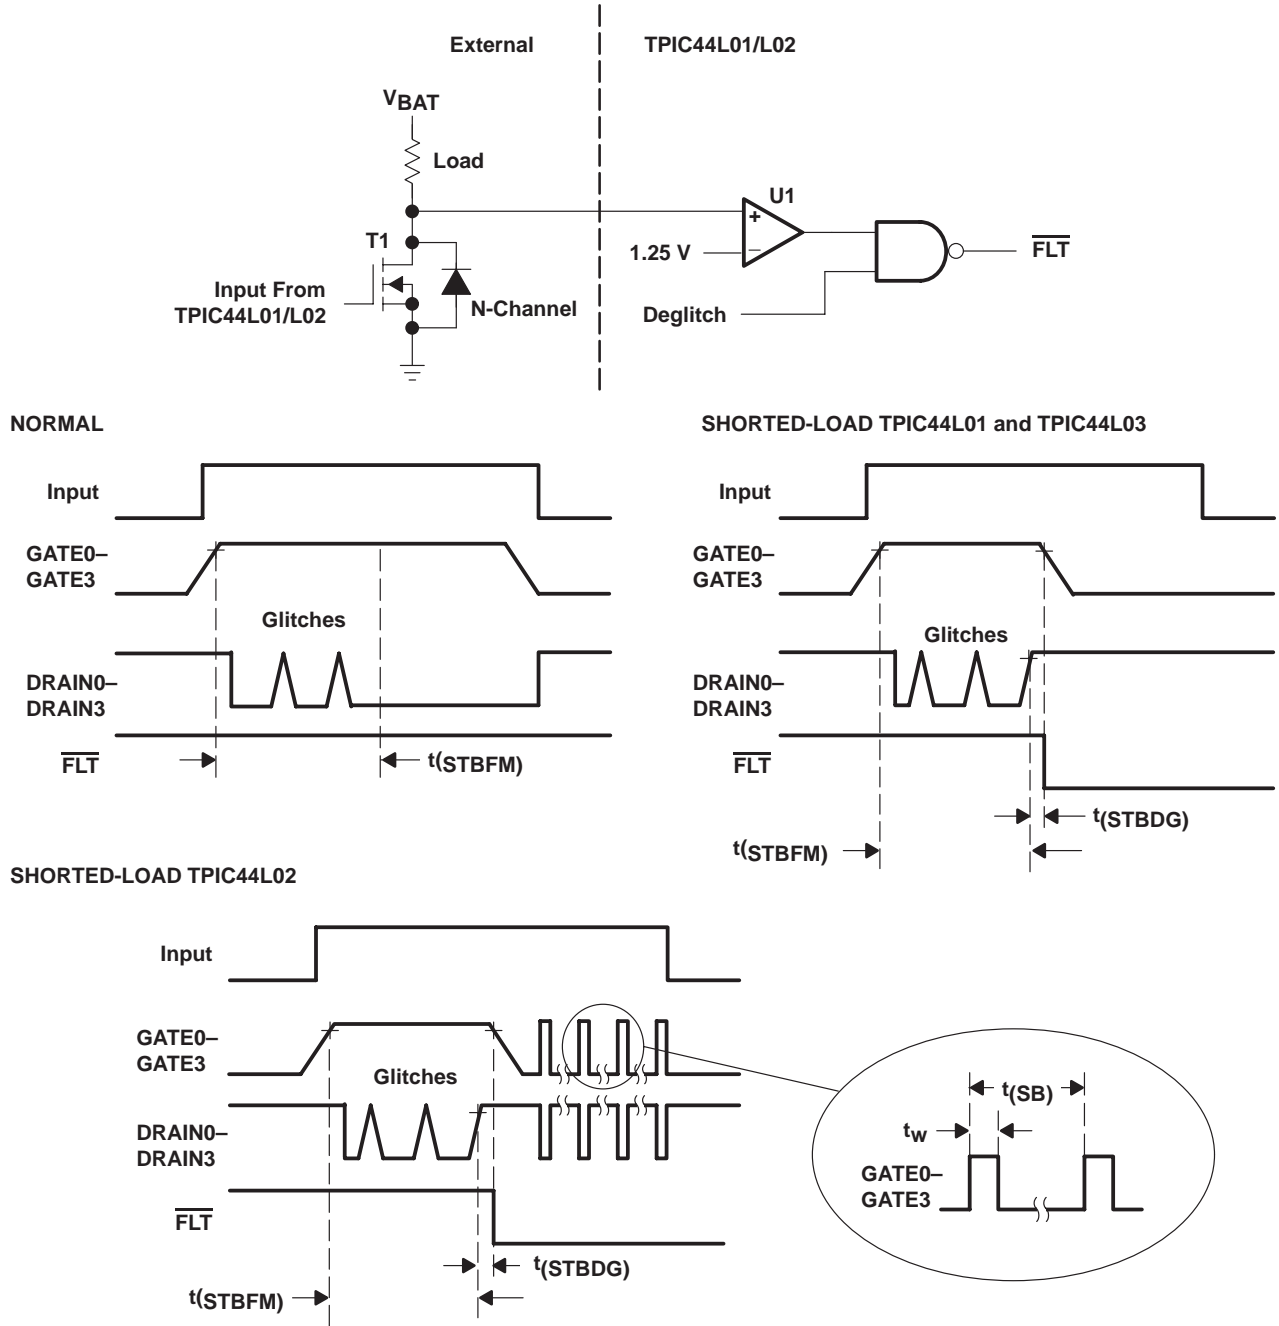 External
TPIC44L01/L02
VBAT
Load
U1
+
T1
1.25 V
–
FLT
Input From
TPIC44L01/L02
N-Channel
Deglitch
NORMAL
SHORTED-LOAD TPIC44L01 and TPIC44L03
Input
GATE0–
GATE3
Glitches
DRAIN0–
DRAIN3
FLT
t(STBFM)
Input
GATE0–
GATE3
Glitches
DRAIN0–
DRAIN3
FLT
t(STBDG)
t(STBFM)
SHORTED-LOAD TPIC44L02
Input
GATE0–
GATE3
Glitches
DRAIN0–
DRAIN3
FLT
t(STBDG)
t(STBFM)
t(SB)
tw
GATE0–
GATE3